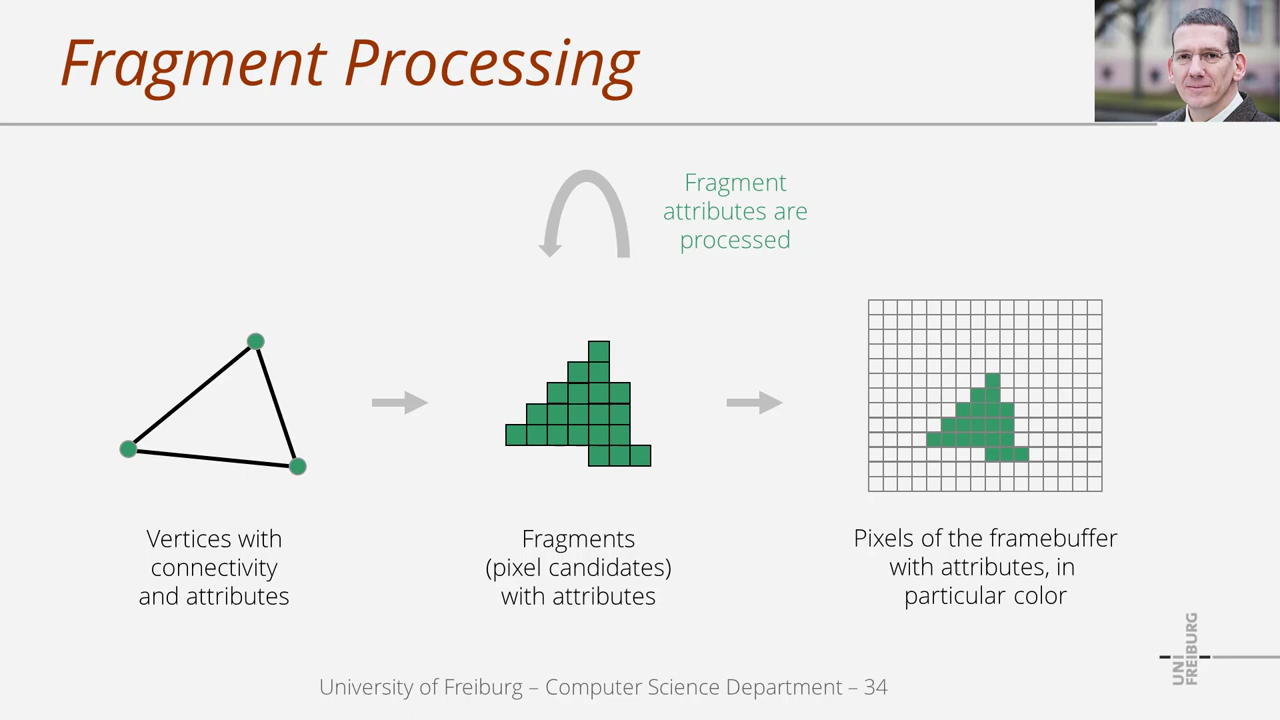 Fragment Processing
Fragment
attributes are
processed
Vertices with
connectivity
and attributes
Fragments
(pixel candidates)
with attributes
Pixels of the framebuffer
with attributes, in
particular color
UNI
FREIBURG
University of Freiburg – Computer Science Department – 34